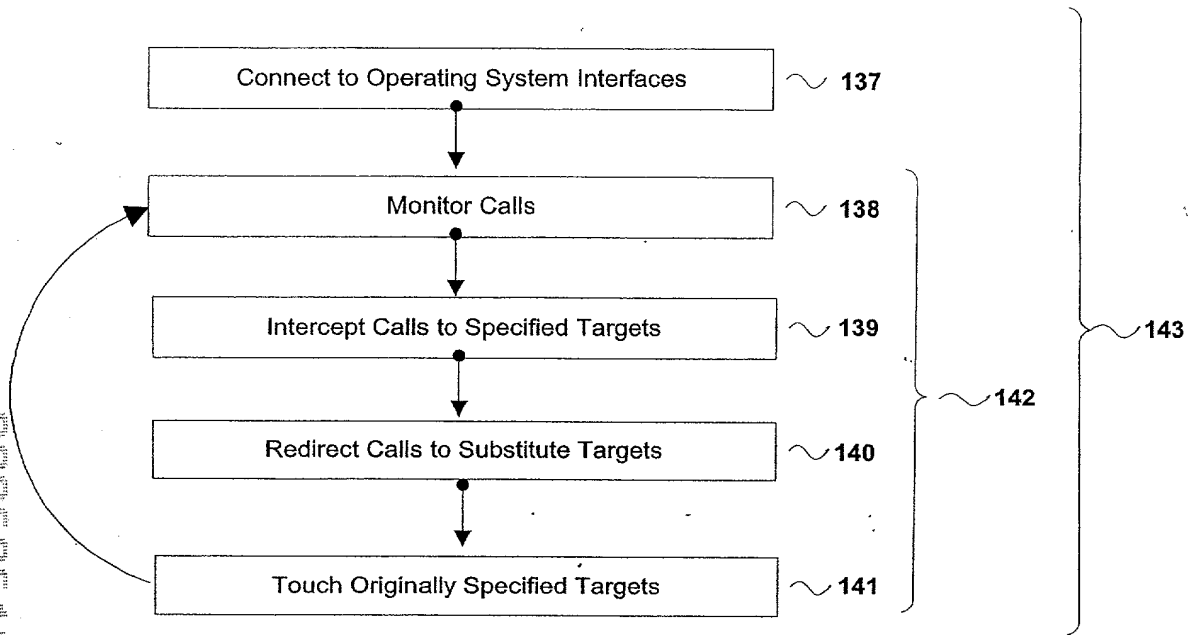 Connect to Operating System Interfaces 137
Monitor Calls 138
Intercept Calls to Specified Targets 139
143
142
Redirect Calls to Substitute Targets 140
Touch Originally Specified Targets 141